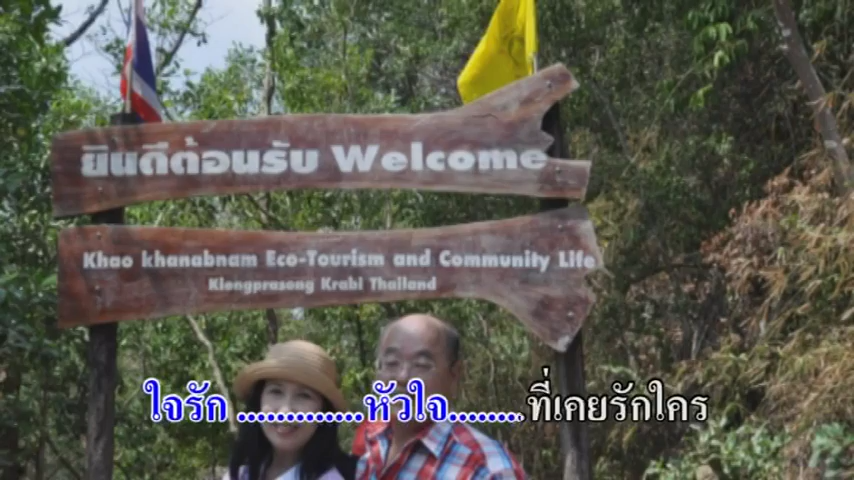 ยินดีต้อนรับ Welcome
Khao khanabnam Eco-Tourism and Community Life
Klongprasong Krabi Thailand
ใจรัก .............หัวใจ........ที่เคยรักใคร